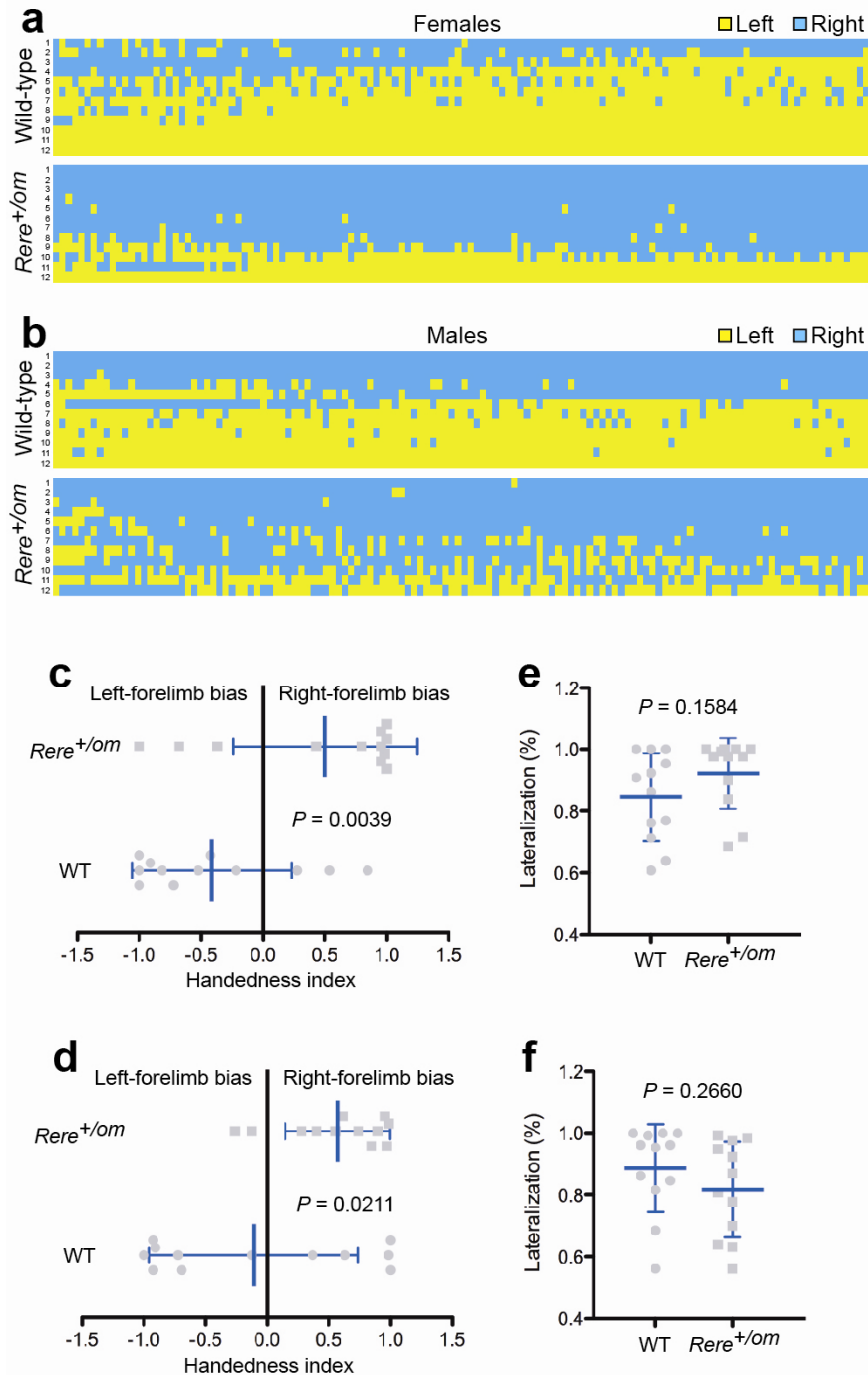 a
Females
Left
Right
Wild-type
1
2
3
4
5
6
7
8
9
10
11
12
Rere+/om
1
2
3
4
5
6
7
8
9
10
11
12
b
Males
Left
Right
Wild-type
1
2
3
4
5
6
7
8
9
10
11
12
Rere+/om
1
2
3
4
5
6
7
8
9
10
11
12
c
Left-forelimb bias
Right-forelimb bias
Rere+/om
P = 0.0039
WT
-1.5 -1.0 -0.5 0.0 0.5 1.0 1.5
Handedness index
e
1.2
P = 0.1584
1.0
0.8
0.6
0.4
Lateralization (%)
WT Rere+/om
d
Left-forelimb bias
Right-forelimb bias
Rere+/om
P = 0.0211
WT
-1.5 -1.0 -0.5 0.0 0.5 1.0 1.5
Handedness index
f
1.2
P = 0.2660
1.0
0.8
0.6
0.4
Lateralization (%)
WT Rere+/om